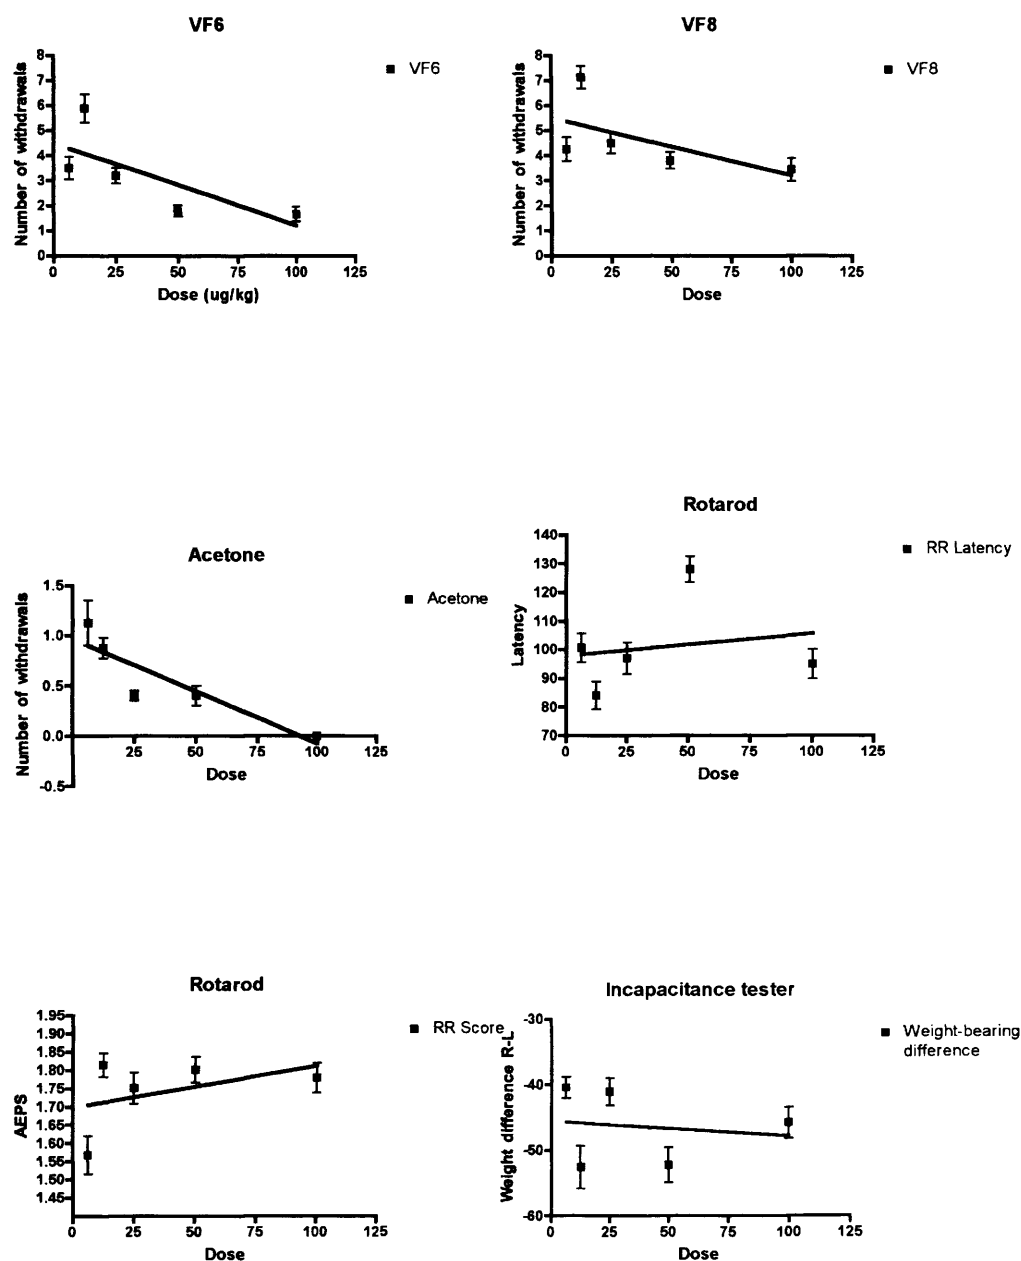 VF6
Number of withdrawals
8
7
6
5
4
3
2
1
0
0 25 50 75 100 125
Dose (ug/kg)
VF6
VF8
Number of withdrawals
8
7
6
5
4
3
2
1
0
0 25 50 75 100 125
Dose
VF8
Acetone
Number of withdrawals
1.5
1.0
0.5
0.0
-0.5
25 50 75 100 125
Dose
Acetone
Rotarod
Latency
140
130
120
110
100
90
80
70
0 25 50 75 100 125
Dose
RR Latency
Rotarod
AEPS
1.95
1.90
1.85
1.80
1.75
1.70
1.65
1.60
1.55
1.50
1.45
0 25 50 75 100 125
Dose
RR Score
Incapacitance tester
Weight difference R-L
-30
-40
-50
-60
0 25 50 75 100 125
Dose
Weight-bearing
difference